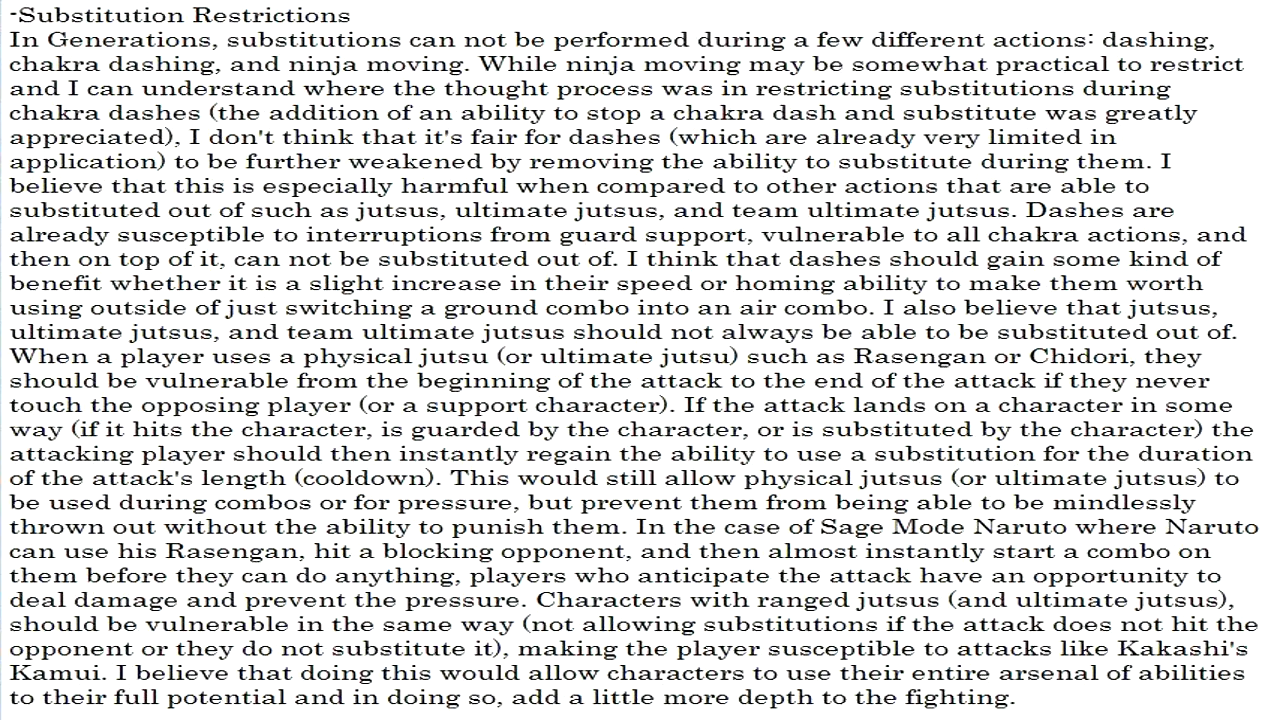 -Substitution Restrictions
In Generations, substitutions can not be performed during a few different actions: dashing,
chakra dashing, and ninja moving. While ninja moving may be somewhat practical to restrict
and I can understand where the thought process was in restricting substitutions during
chakra dashes (the addition of an ability to stop a chakra dash and substitute was greatly
appreciated), I don't think that it's fair for dashes (which are already very limited in
application) to be further weakened by removing the ability to substitute during them. I
believe that this is especially harmful when compared to other actions that are able to
substituted out of such as jutsus, ultimate jutsus, and team ultimate jutsus. Dashes are
already susceptible to interruptions from guard support, vulnerable to all chakra actions, and
then on top of it, can not be substituted out of. I think that dashes should gain some kind of
benefit whether it is a slight increase in their speed or homing ability to make them worth
using outside of just switching a ground combo into an air combo. I also believe that jutsus,
ultimate jutsus, and team ultimate jutsus should not always be able to be substituted out of.
When a player uses a physical jutsu (or ultimate jutsu) such as Rasengan or Chidori, they
should be vulnerable from the beginning of the attack to the end of the attack if they never
touch the opposing player (or a support character). If the attack lands on a character in some
way (if it hits the character, is guarded by the character, or is substituted by the character) the
attacking player should then instantly regain the ability to use a substitution for the duration
of the attack's length (cooldown). This would still allow physical jutsus (or ultimate jutsus) to
be used during combos or for pressure, but prevent them from being able to be mindlessly
thrown out without the ability to punish them. In the case of Sage Mode Naruto where Naruto
can use his Rasengan, hit a blocking opponent, and then almost instantly start a combo on
them before they can do anything, players who anticipate the attack have an opportunity to
deal damage and prevent the pressure. Characters with ranged jutsus (and ultimate jutsus),
should be vulnerable in the same way (not allowing substitutions if the attack does not hit the
opponent or they do not substitute it), making the player susceptible to attacks like Kakashi's
Kamui. I believe that doing this would allow characters to use their entire arsenal of abilities
to their full potential and in doing so, add a little more depth to the fighting.